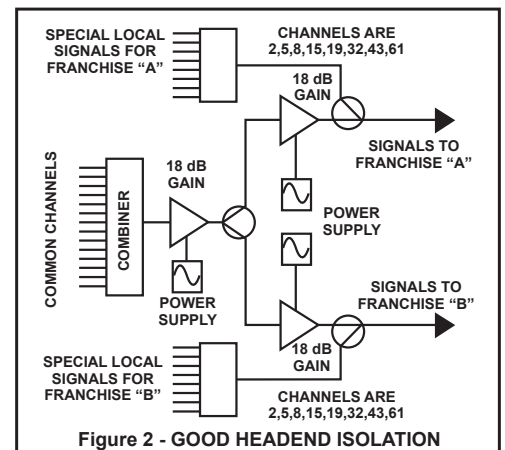 SPECIAL LOCAL
SIGNALS FOR
FRANCHISE “A”
CHANNELS ARE
2,5,8,15,19,32,43,61
18 dB
GAIN
SIGNALS TO
FRANCHISE “A”
COMMON CHANNELS
COMBINER
18 dB
GAIN
POWER
SUPPLY
POWER
SUPPLY
SIGNALS TO
FRANCHISE “B”
18 dB
GAIN
SPECIAL LOCAL
SIGNALS FOR
FRANCHISE “B”
CHANNELS ARE
2,5,8,15,19,32,43,61
Figure 2 - GOOD HEADEND ISOLATION